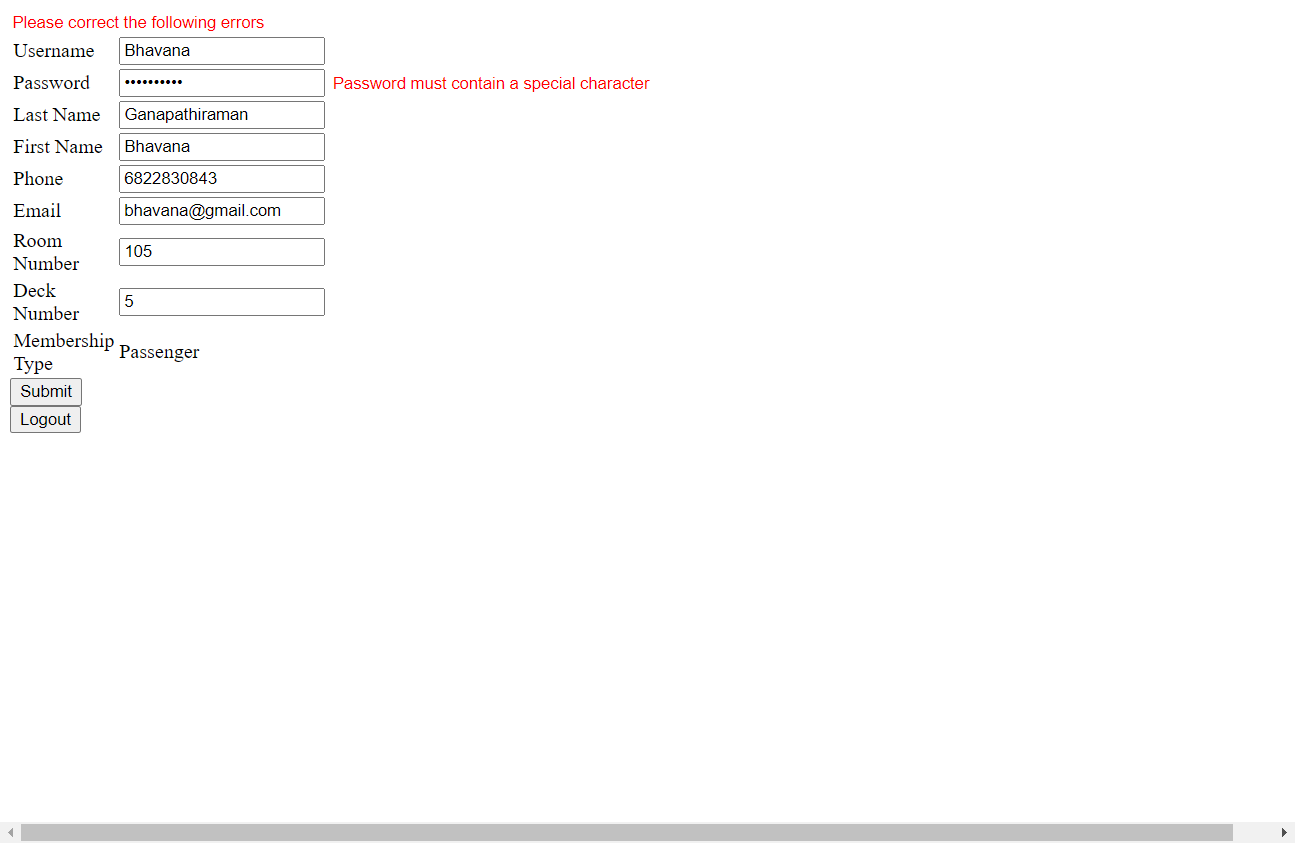 Please correct the following errors
Username Bhavana
Password •••••••••• Password must contain a special character
Last Name Ganapathiraman
First Name Bhavana
Phone 6822830843
Email bhavana@gmail.com
Room
Number 105
Deck
Number 5
Membership
Type Passenger
Submit
Logout